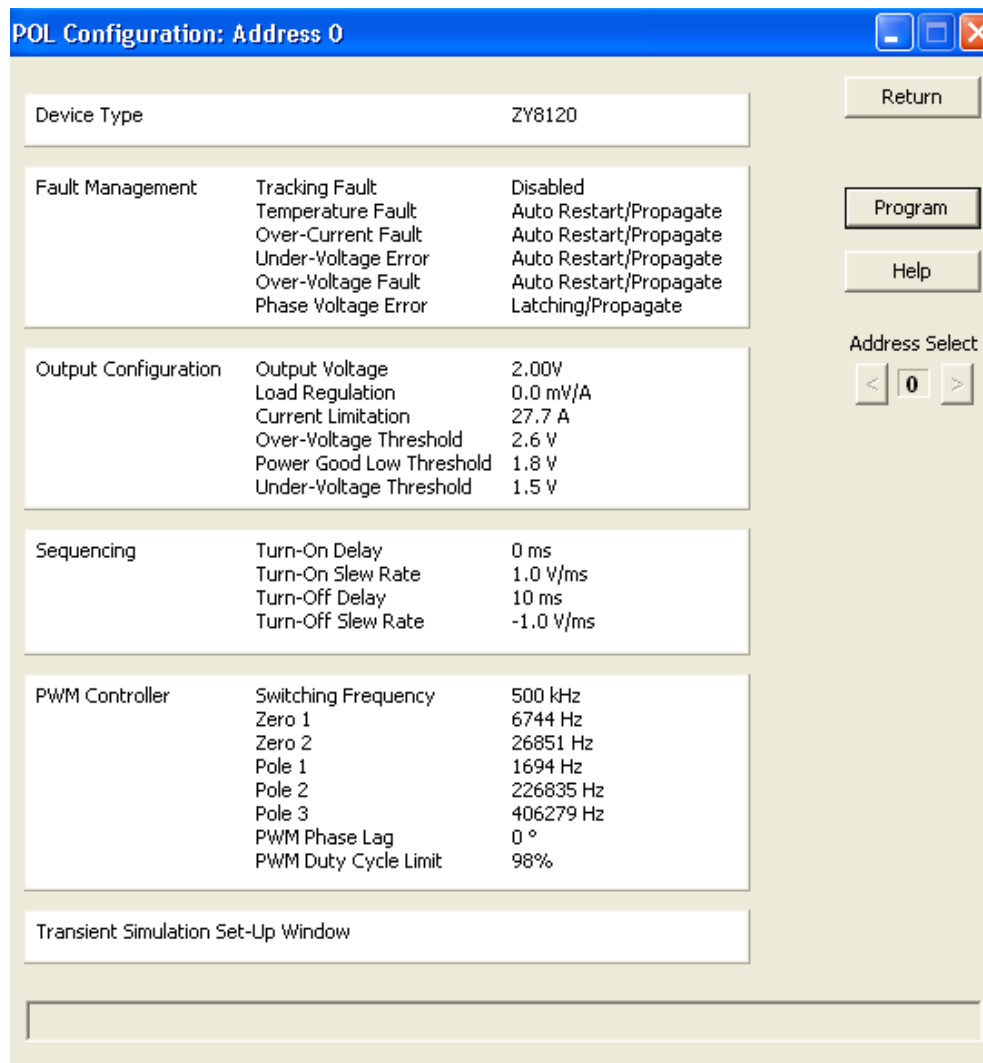 POL Configuration: Address 0
Return
Device Type ZY8120
Fault Management Tracking Fault Disabled
Temperature Fault Auto Restart/Propagate
Over-Current Fault Auto Restart/Propagate
Under-Voltage Error Auto Restart/Propagate
Over-Voltage Fault Auto Restart/Propagate
Phase Voltage Error Latching/Propagate
Program
Help
Address Select
< 0 >
Output Configuration Output Voltage 2.00V
Load Regulation 0.0 mV/A
Current Limitation 27.7 A
Over-Voltage Threshold 2.6 V
Power Good Low Threshold 1.8 V
Under-Voltage Threshold 1.5 V
Sequencing Turn-On Delay 0 ms
Turn-On Slew Rate 1.0 V/ms
Turn-Off Delay 10 ms
Turn-Off Slew Rate -1.0 V/ms
PWM Controller Switching Frequency 500 kHz
Zero 1 6744 Hz
Zero 2 26851 Hz
Pole 1 1694 Hz
Pole 2 226835 Hz
Pole 3 406279 Hz
PWM Phase Lag 0 °
PWM Duty Cycle Limit 98%
Transient Simulation Set-Up Window